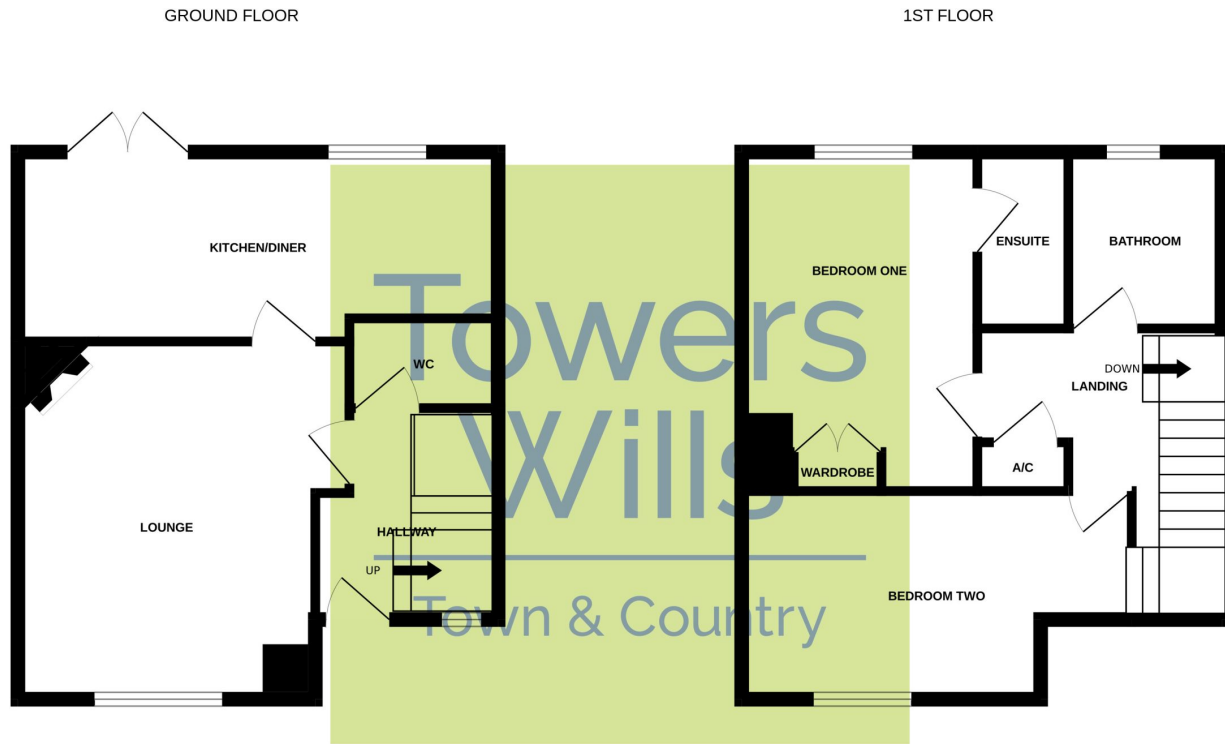 GROUND FLOOR
1ST FLOOR
KITCHEN/DINER
WC
LOUNGE
HALLWAY
UP
BEDROOM ONE
ENSUITE
BATHROOM
DOWN
LANDING
WARDROBE
A/C
BEDROOM TWO
Towers
Wills
Town & Country